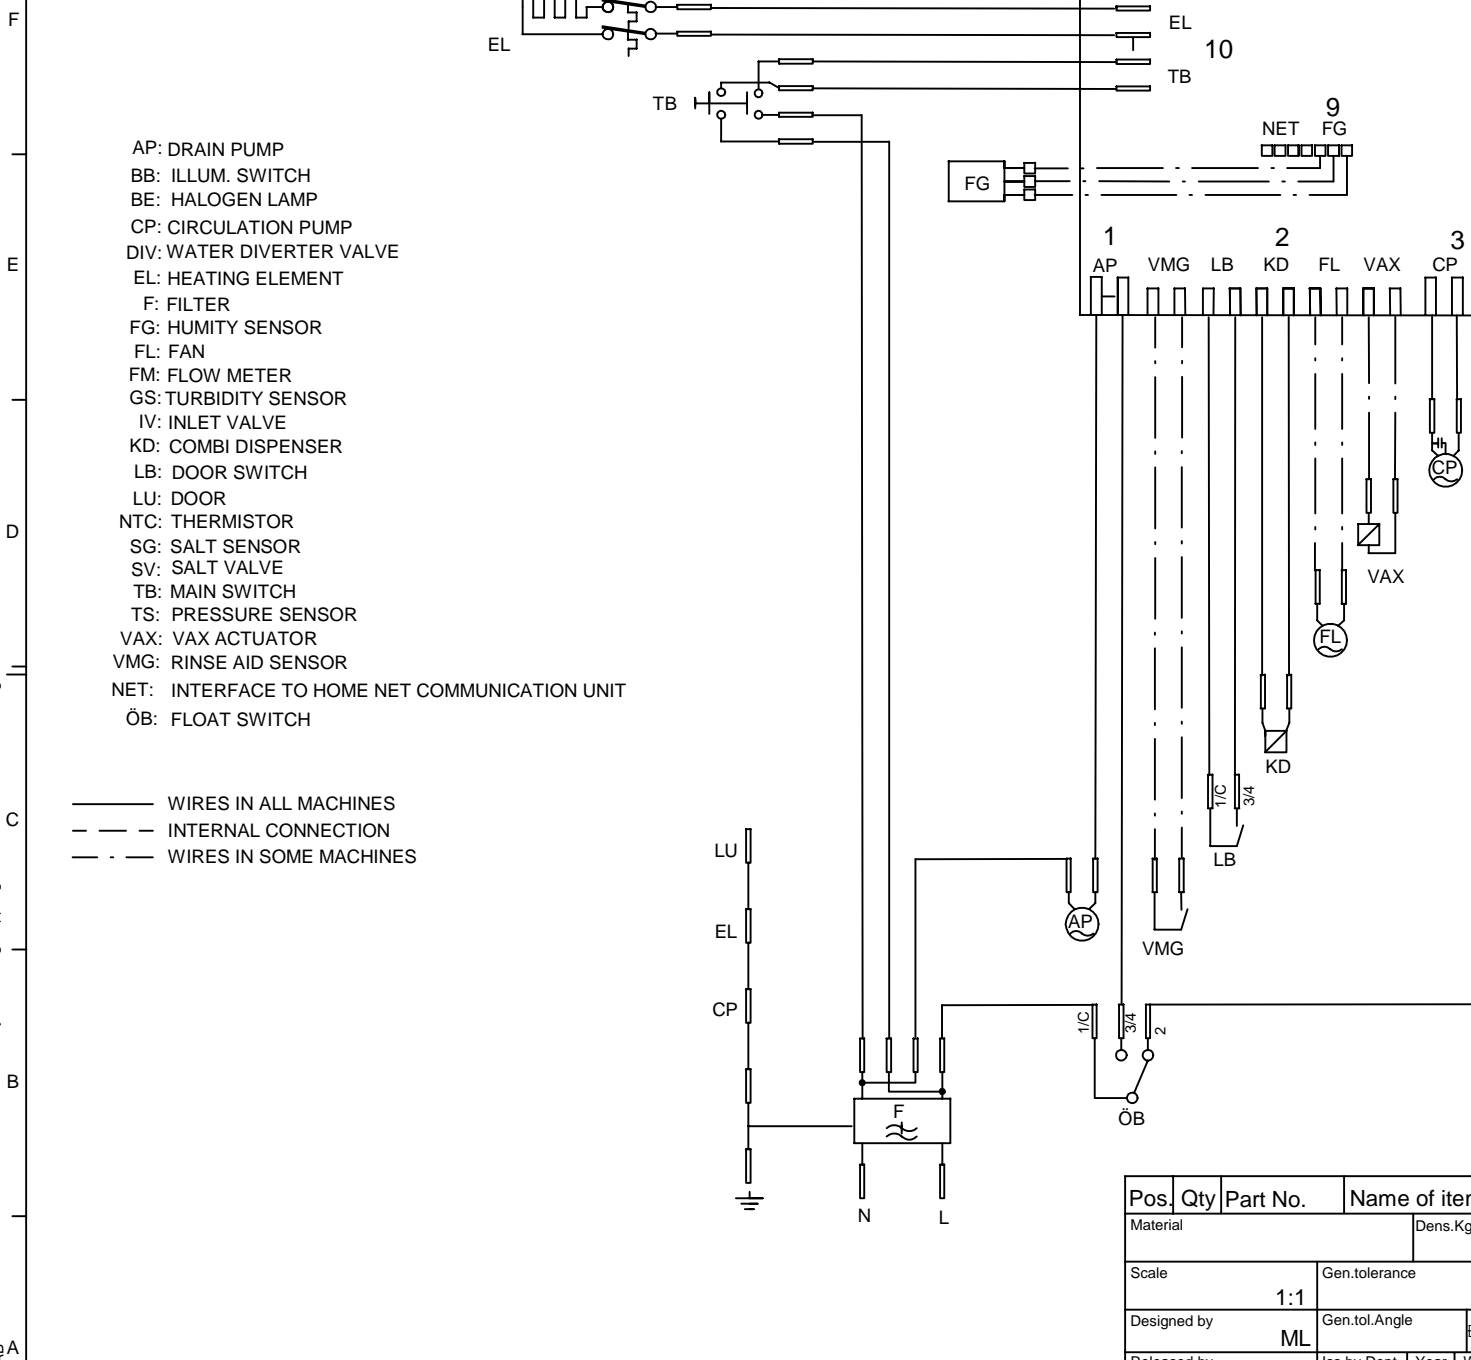 F
EL
EL
10
TB
TB
9
NET FG
FG
AP: DRAIN PUMP
BB: ILLUM. SWITCH
BE: HALOGEN LAMP
CP: CIRCULATION PUMP
DIV: WATER DIVERTER VALVE
EL: HEATING ELEMENT
F: FILTER
FG: HUMITY SENSOR
FL: FAN
FM: FLOW METER
GS: TURBIDITY SENSOR
IV: INLET VALVE
KD: COMBI DISPENSER
LB: DOOR SWITCH
LU: DOOR
NTC: THERMISTOR
SG: SALT SENSOR
SV: SALT VALVE
TB: MAIN SWITCH
TS: PRESSURE SENSOR
VAX: VAX ACTUATOR
VMG: RINSE AID SENSOR
NET: INTERFACE TO HOME NET COMMUNICATION UNIT
ÖB: FLOAT SWITCH
E
1 2 3
AP VMG LB KD FL VAX CP
CP
D
VAX
FL
KD
1/C 3/4
LB
C
WIRES IN ALL MACHINES
INTERNAL CONNECTION
WIRES IN SOME MACHINES
LU
EL
AP
VMG
CP
1/C 3/4 2
B
F
ÖB
N L
Pos. Qty Part No. Name of iter
Material Dens.Kg
Scale Gen.tolerance
1:1
Designed by Gen.tol.Angle
ML
A